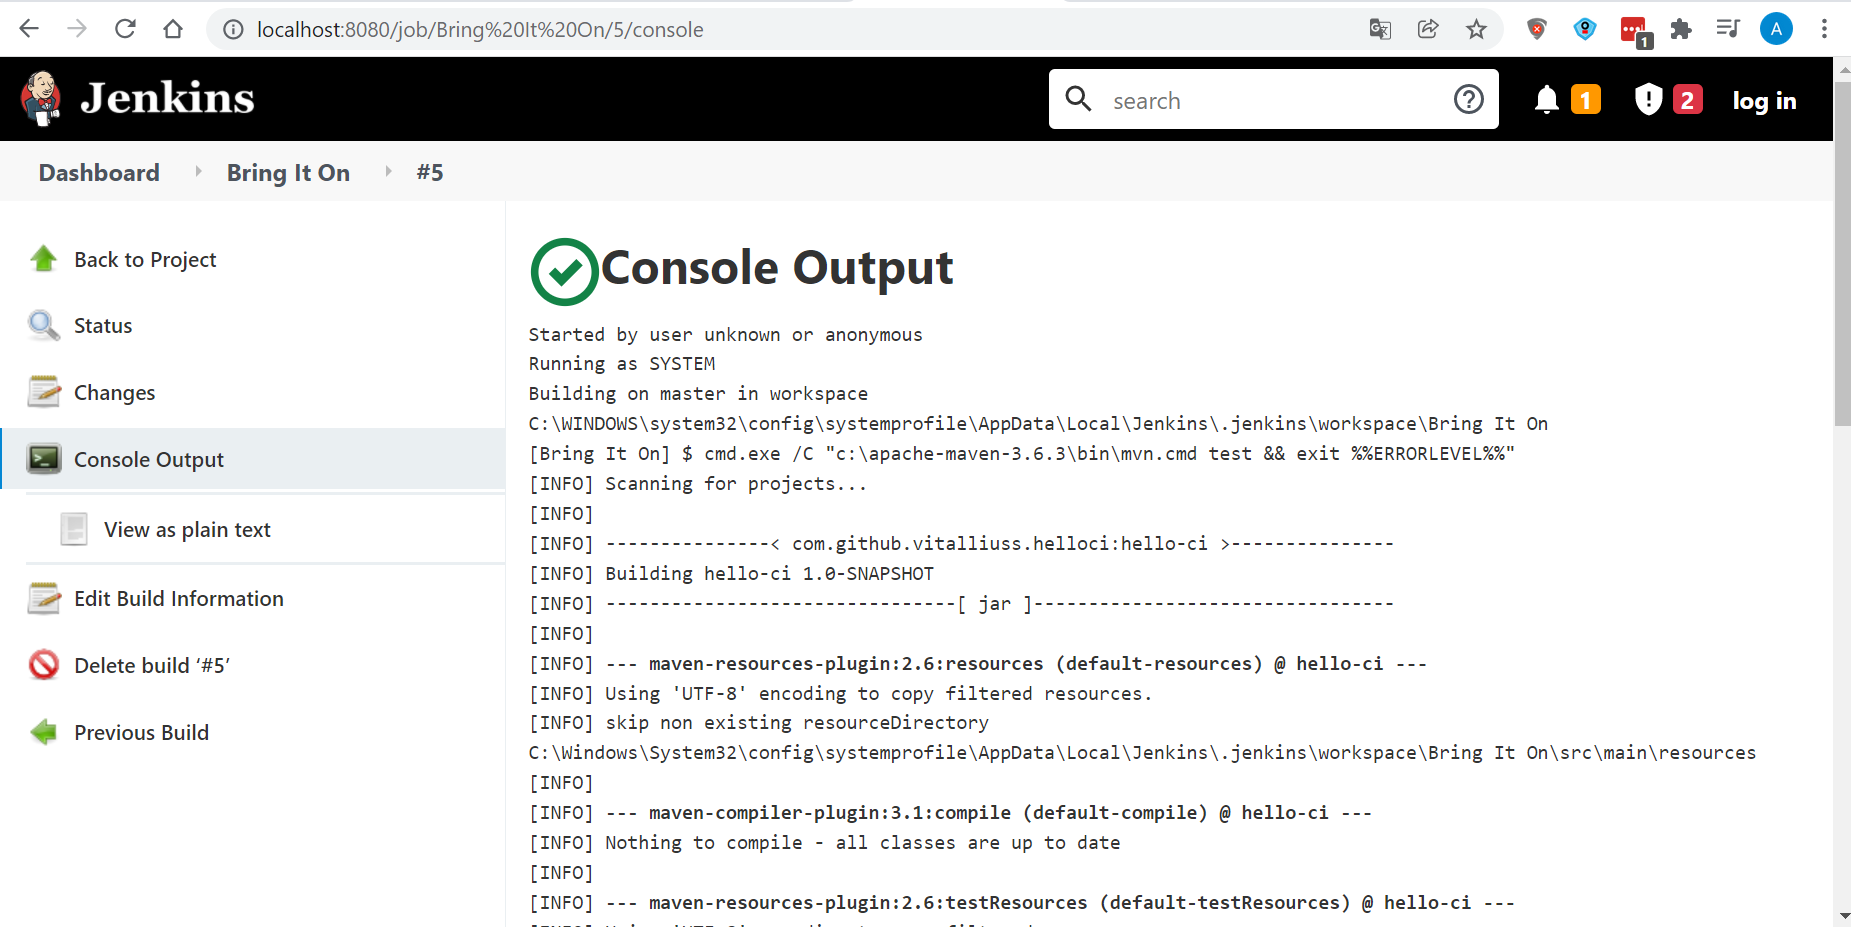 localhost:8080/job/Bring%20It%20On/5/console
1
A
Jenkins
search
1
2
log in
Dashboard
Bring It On
#5
Back to Project
Status
Changes
Console Output
View as plain text
Edit Build Information
Delete build ‘#5’
Previous Build
Console Output
Started by user unknown or anonymous
Running as SYSTEM
Building on master in workspace
C:\WINDOWS\system32\config\systemprofile\AppData\Local\Jenkins\.jenkins\workspace\Bring It On
[Bring It On] $ cmd.exe /C "c:\apache-maven-3.6.3\bin\mvn.cmd test && exit %%ERRORLEVEL%%"
[INFO] Scanning for projects...
[INFO]
[INFO] ---------------< com.github.vitalliuss.helloci:hello-ci >---------------
[INFO] Building hello-ci 1.0-SNAPSHOT
[INFO] --------------------------------[ jar ]---------------------------------
[INFO]
[INFO] --- maven-resources-plugin:2.6:resources (default-resources) @ hello-ci ---
[INFO] Using 'UTF-8' encoding to copy filtered resources.
[INFO] skip non existing resourceDirectory
C:\Windows\System32\config\systemprofile\AppData\Local\Jenkins\.jenkins\workspace\Bring It On\src\main\resources
[INFO]
[INFO] --- maven-compiler-plugin:3.1:compile (default-compile) @ hello-ci ---
[INFO] Nothing to compile - all classes are up to date
[INFO]
[INFO] --- maven-resources-plugin:2.6:testResources (default-testResources) @ hello-ci ---